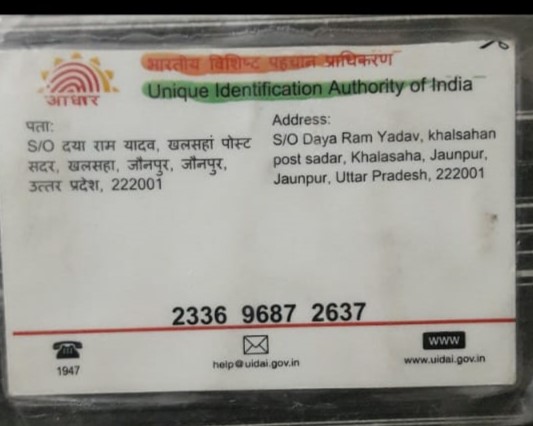 भारतीय विशिष्ट पहचान प्राधिकरण
Unique Identification Authority of India
आधार
पता:
S/O दया राम यादव, खलसहां पोस्ट
सदर, खलसहा, जौनपुर, जौनपुर,
उत्तर प्रदेश, 222001
Address:
S/O Daya Ram Yadav, khalsahan
post sadar, Khalasaha, Jaunpur,
Jaunpur, Uttar Pradesh, 222001
2336 9687 2637
1947
help@uidai.gov.in
WWW
www.uidai.gov.in